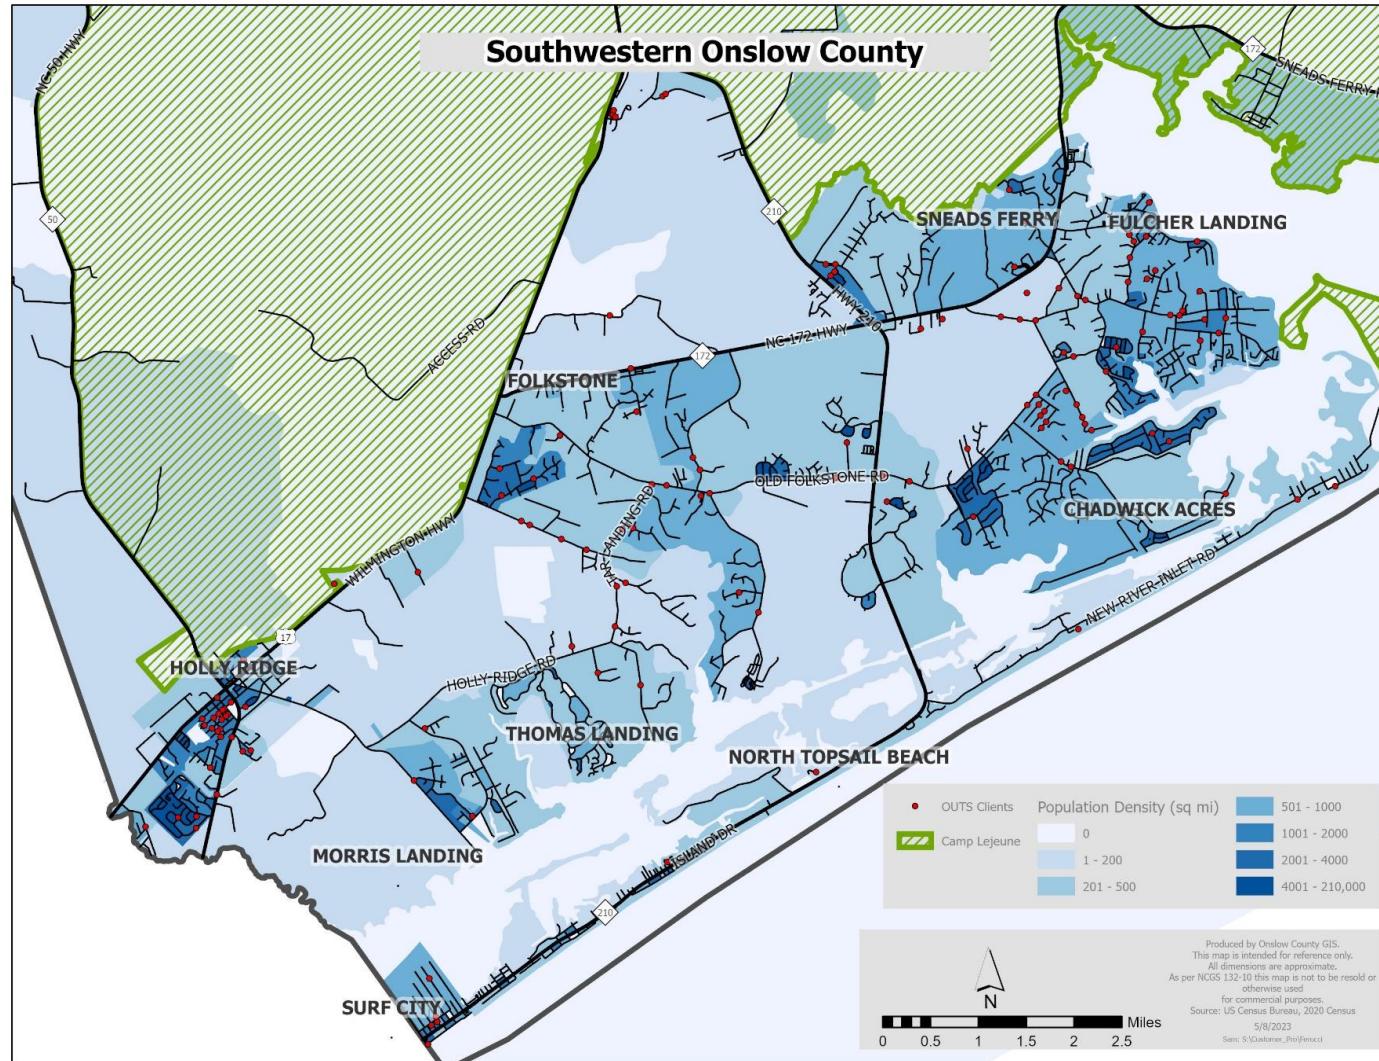 Southwestern Onslow County
NC 50 HWY
172
SNEADS FERRY
50
210
SNEADS FERRY
FULCHER LANDING
HWY 210
ACCESS RD
NC 172 HWY
172
FOLKSTONE
OLD FOLKSTONE RD
TAR LANDING RD
CHADWICK ACRES
WILMINGTON HWY
NEW RIVER INLET RD
17
HOLLY RIDGE
HOLLY RIDGE RD
THOMAS LANDING
NORTH TOPSAIL BEACH
MORRIS LANDING
ISLAND DR
210
SURF CITY
OUTS Clients
Camp Lejeune
Population Density (sq mi)
0
1 - 200
201 - 500
501 - 1000
1001 - 2000
2001 - 4000
4001 - 210,000
N
Miles
0 0.5 1 1.5 2 2.5
Produced by Onslow County GIS.
This map is intended for reference only.
All dimensions are approximate.
As per NCGS 132-10 this map is not to be resold or
otherwise used
for commercial purposes.
Source: US Census Bureau, 2020 Census
5/8/2023